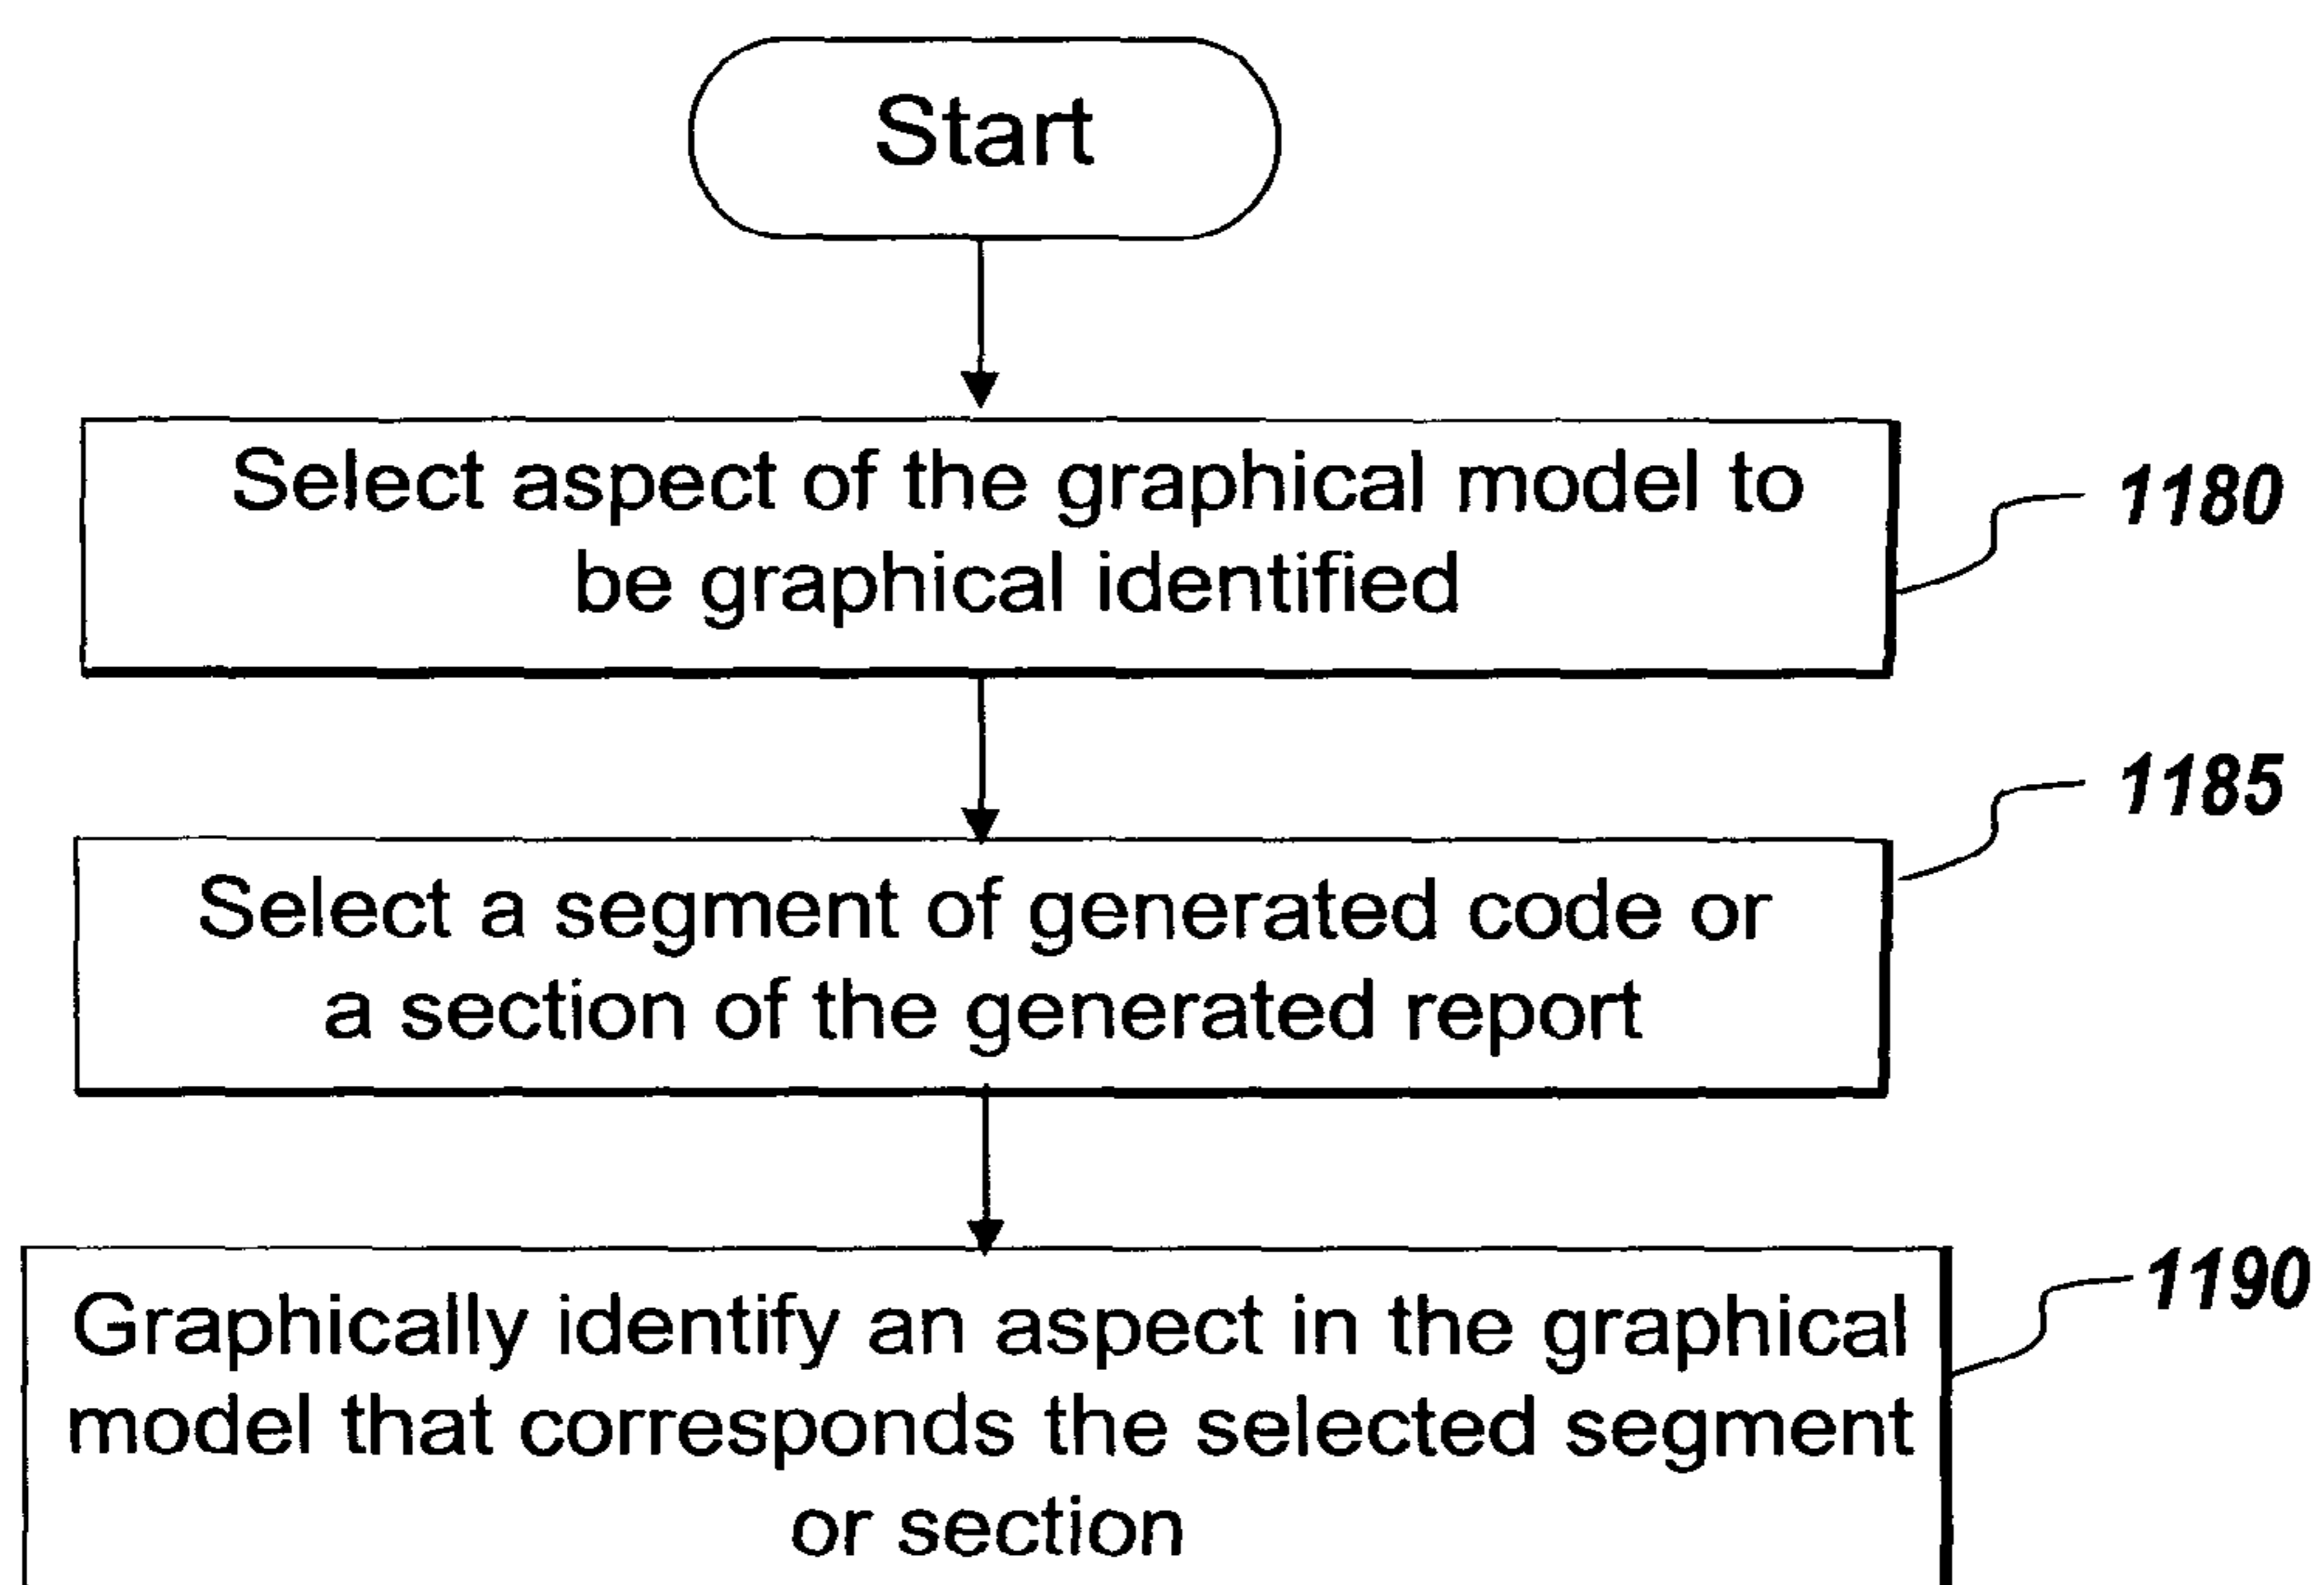 Start
Select aspect of the graphical model to
be graphical identified
1180
1185
Select a segment of generated code or
a section of the generated report
1190
Graphically identify an aspect in the graphical
model that corresponds the selected segment
or section